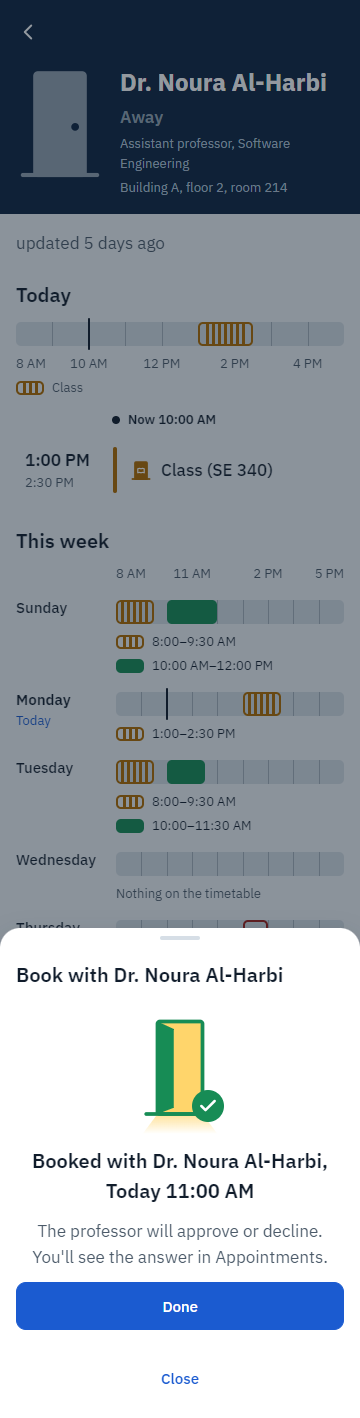 Dr. Noura Al-Harbi
Away
Assistant professor, Software
Engineering
Building A, floor 2, room 214
updated 5 days ago
Today
8 AM 10 AM 12 PM 2 PM 4 PM
Class
Now 10:00 AM
1:00 PM
2:30 PM
Class (SE 340)
This week
8 AM 11 AM 2 PM 5 PM
Sunday
8:00–9:30 AM
10:00 AM–12:00 PM
Monday
Today
1:00–2:30 PM
Tuesday
8:00–9:30 AM
10:00–11:30 AM
Wednesday
Nothing on the timetable
Thursday
Book with Dr. Noura Al-Harbi
Booked with Dr. Noura Al-Harbi,
Today 11:00 AM
The professor will approve or decline.
You'll see the answer in Appointments.
Done
Close